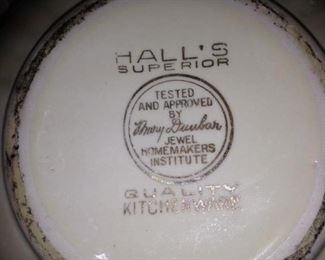 HALL'S
SUPERIOR
TESTED
AND APPROVED
BY
Mary Dunbar
JEWEL
HOMEMAKERS
INSTITUTE
QUALITY
KITCHENWARE